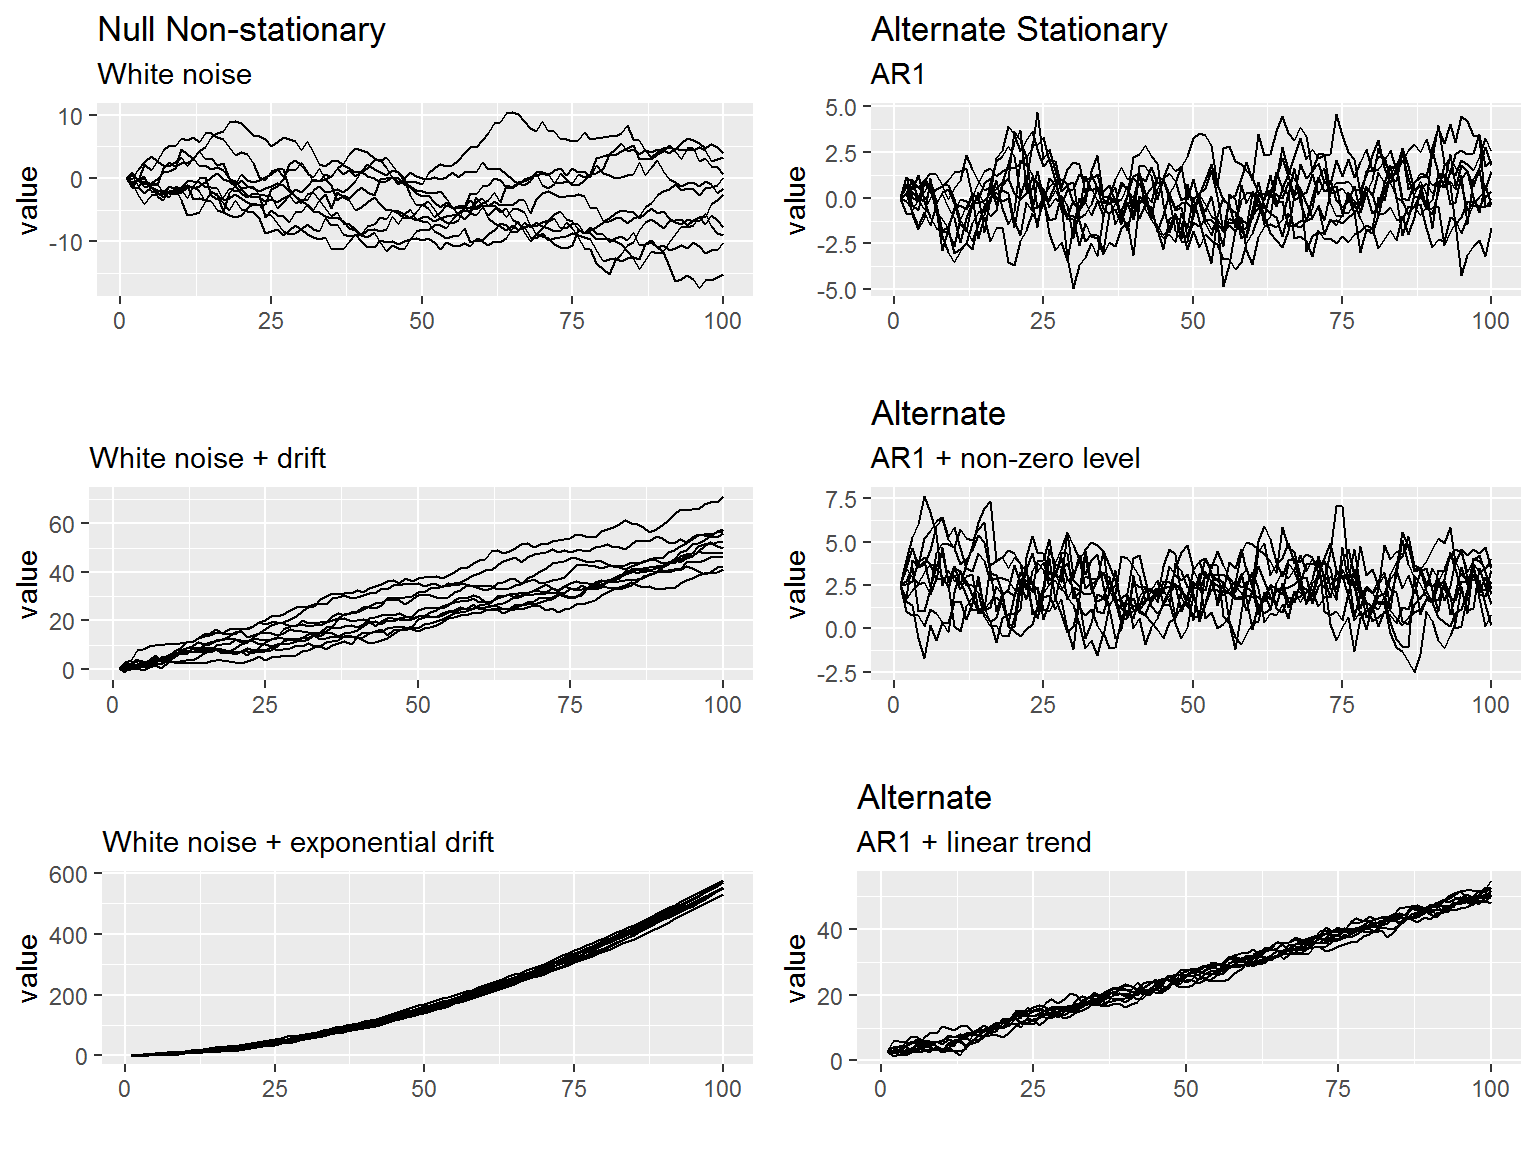 Null Non-stationary
White noise
value
10
0
-10
0 25 50 75 100
Alternate Stationary
AR1
value
5.0
2.5
0.0
-2.5
-5.0
0 25 50 75 100
White noise + drift
value
60
40
20
0
0 25 50 75 100
Alternate
AR1 + non-zero level
value
7.5
5.0
2.5
0.0
-2.5
0 25 50 75 100
White noise + exponential drift
value
600
400
200
0
0 25 50 75 100
Alternate
AR1 + linear trend
value
40
20
0
0 25 50 75 100